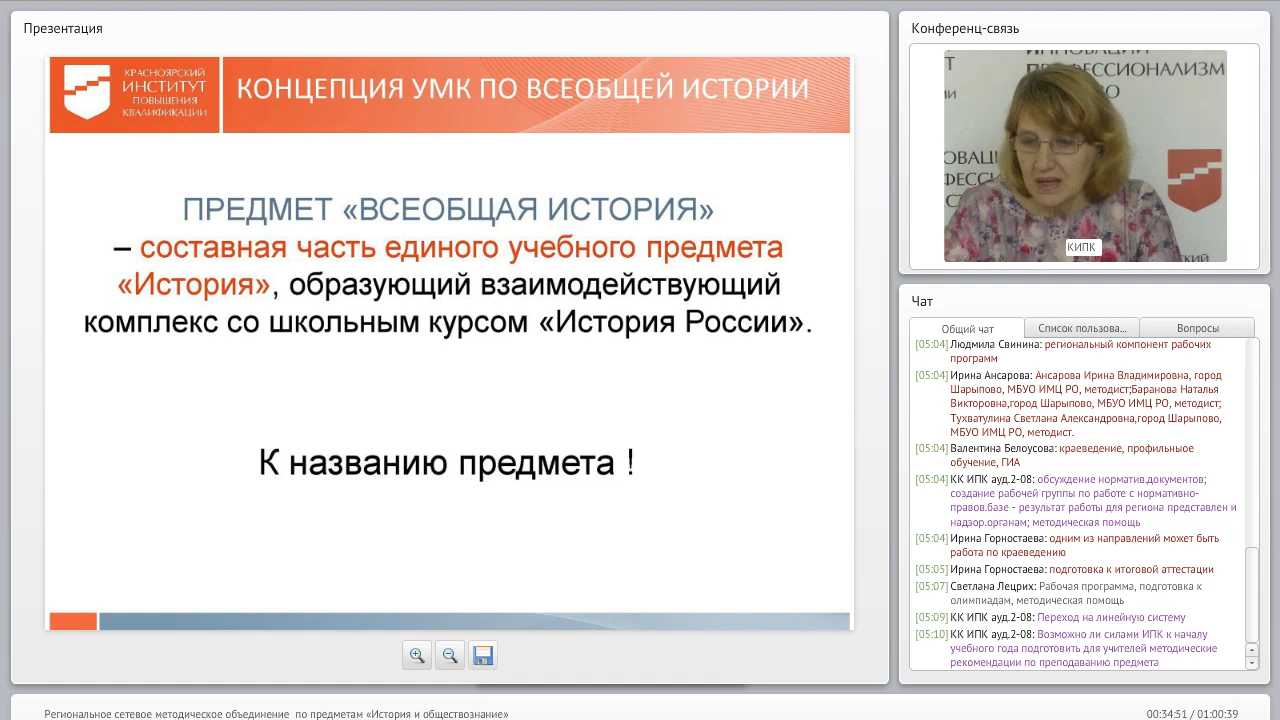 Презентация
КРАСНОЯРСКИЙ
ИНСТИТУТ
ПОВЫШЕНИЯ
КВАЛИФИКАЦИИ
КОНЦЕПЦИЯ УМК ПО ВСЕОБЩЕЙ ИСТОРИИ
ПРЕДМЕТ «ВСЕОБЩАЯ ИСТОРИЯ»
– составная часть единого учебного предмета
«История», образующий взаимодействующий
комплекс со школьным курсом «История России».
К названию предмета !
Конференц-связь
КИПК
Чат
Общий чат
Список пользова...
Вопросы
[05:04] Людмила Свинина: региональный компонент рабочих
программ
[05:04] Ирина Ансарова: Ансарова Ирина Владимировна, город
Шарыпово, МБУО ИМЦ РО, методист;Баранова Наталья
Викторовна,город Шарыпово, МБУО ИМЦ РО, методист;
Тухватулина Светлана Александровна,город Шарыпово,
МБУО ИМЦ РО, методист.
[05:04] Валентина Белоусова: краеведение, профильныое
обучение, ГИА
[05:04] КК ИПК ауд.2-08: обсуждение норматив.документов;
создание рабочей группы по работе с нормативно-
правов.базе - результат работы для региона представлен и
надзор.органам; методическая помощь
[05:04] Ирина Горностаева: одним из направлений может быть
работа по краеведению
[05:05] Ирина Горностаева: подготовка к итоговой аттестации
[05:07] Светлана Лецрих: Рабочая программа, подготовка к
олимпиадам, методическая помощь
[05:09] КК ИПК ауд.2-08: Переход на линейную систему
[05:10] КК ИПК ауд.2-08: Возможно ли силами ИПК к началу
учебного года подготовить для учителей методические
рекомендации по преподаванию предмета
Региональное сетевое методическое объединение по предметам «История и обществознание»
00:34:51 / 01:00:39